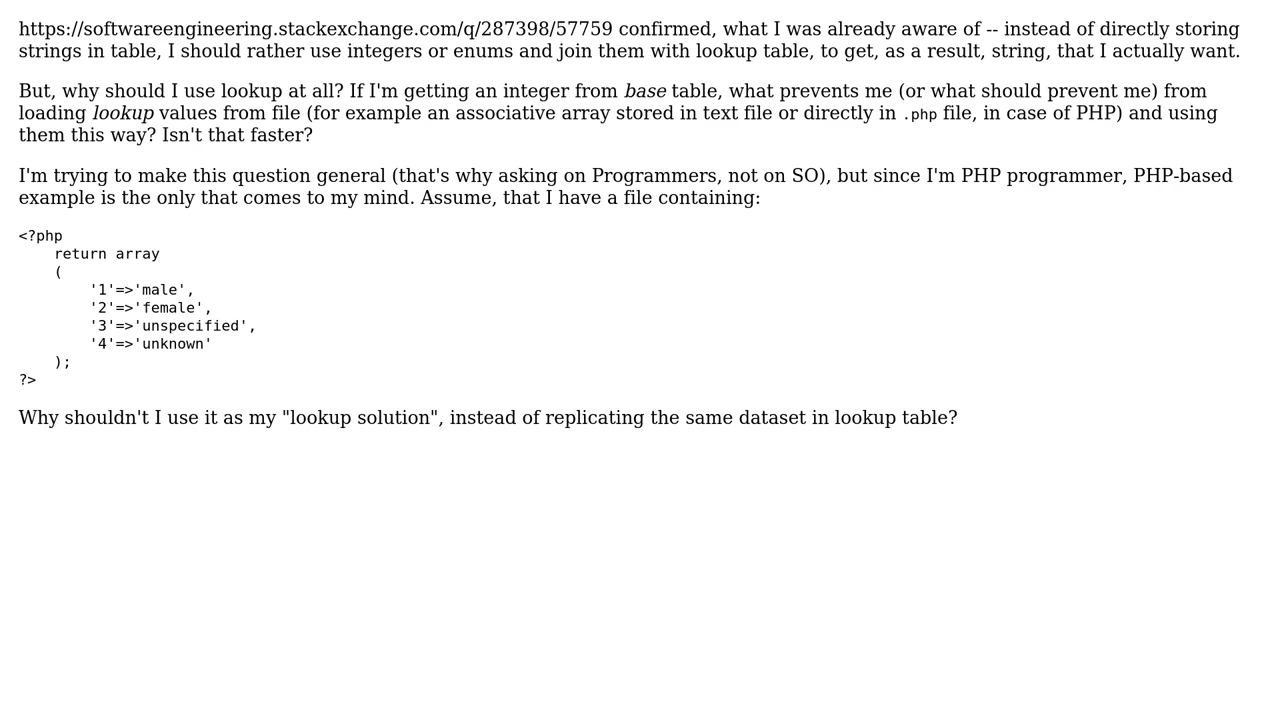 https://softwareengineering.stackexchange.com/q/287398/57759 confirmed, what I was already aware of -- instead of directly storing
strings in table, I should rather use integers or enums and join them with lookup table, to get, as a result, string, that I actually want.
But, why should I use lookup at all? If I'm getting an integer from base table, what prevents me (or what should prevent me) from
loading lookup values from file (for example an associative array stored in text file or directly in .php file, in case of PHP) and using
them this way? Isn't that faster?
I'm trying to make this question general (that's why asking on Programmers, not on SO), but since I'm PHP programmer, PHP-based
example is the only that comes to my mind. Assume, that I have a file containing:
<?php
    return array
    (
        '1'=>'male',
        '2'=>'female',
        '3'=>'unspecified',
        '4'=>'unknown'
    );
?>
Why shouldn't I use it as my "lookup solution", instead of replicating the same dataset in lookup table?